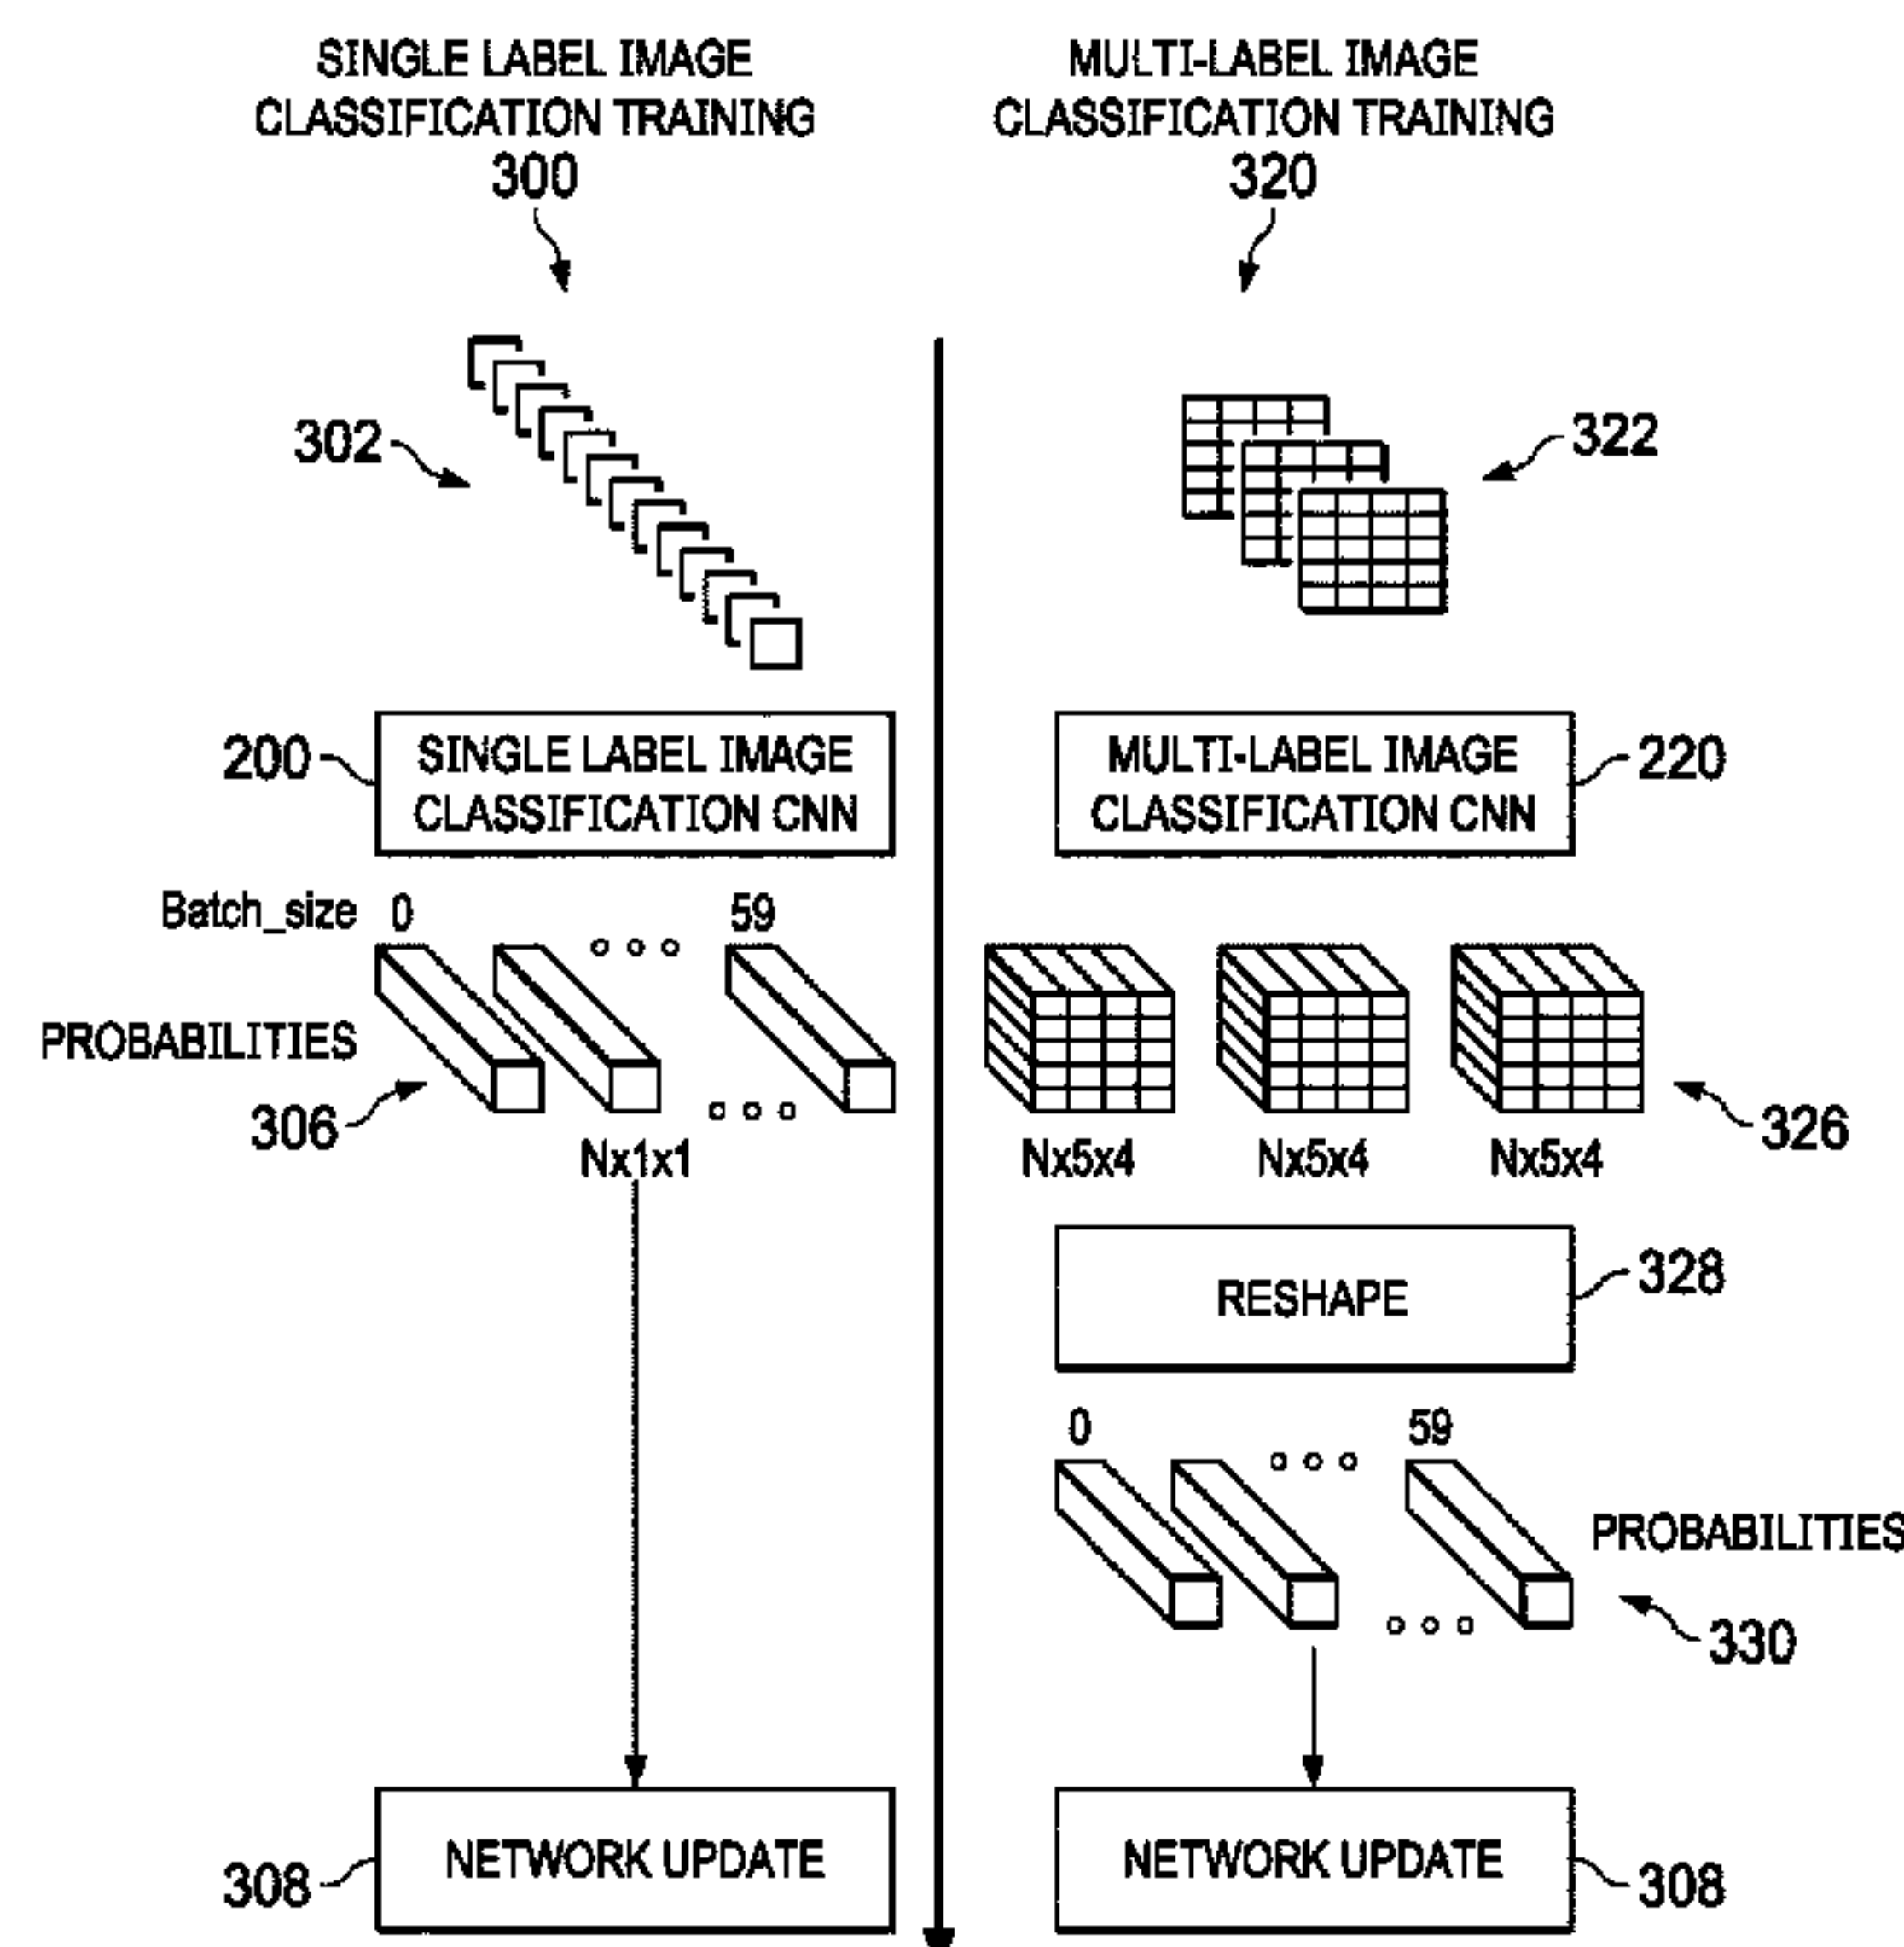 SINGLE LABEL IMAGE
CLASSIFICATION TRAINING
300
302
200
SINGLE LABEL IMAGE
CLASSIFICATION CNN
Batch_size 0 59
PROBABILITIES
306
Nx1x1
308
NETWORK UPDATE
MULTI-LABEL IMAGE
CLASSIFICATION TRAINING
320
322
MULTI-LABEL IMAGE
CLASSIFICATION CNN
220
326
Nx5x4 Nx5x4 Nx5x4
RESHAPE
328
0 59
PROBABILITIES
330
NETWORK UPDATE
308